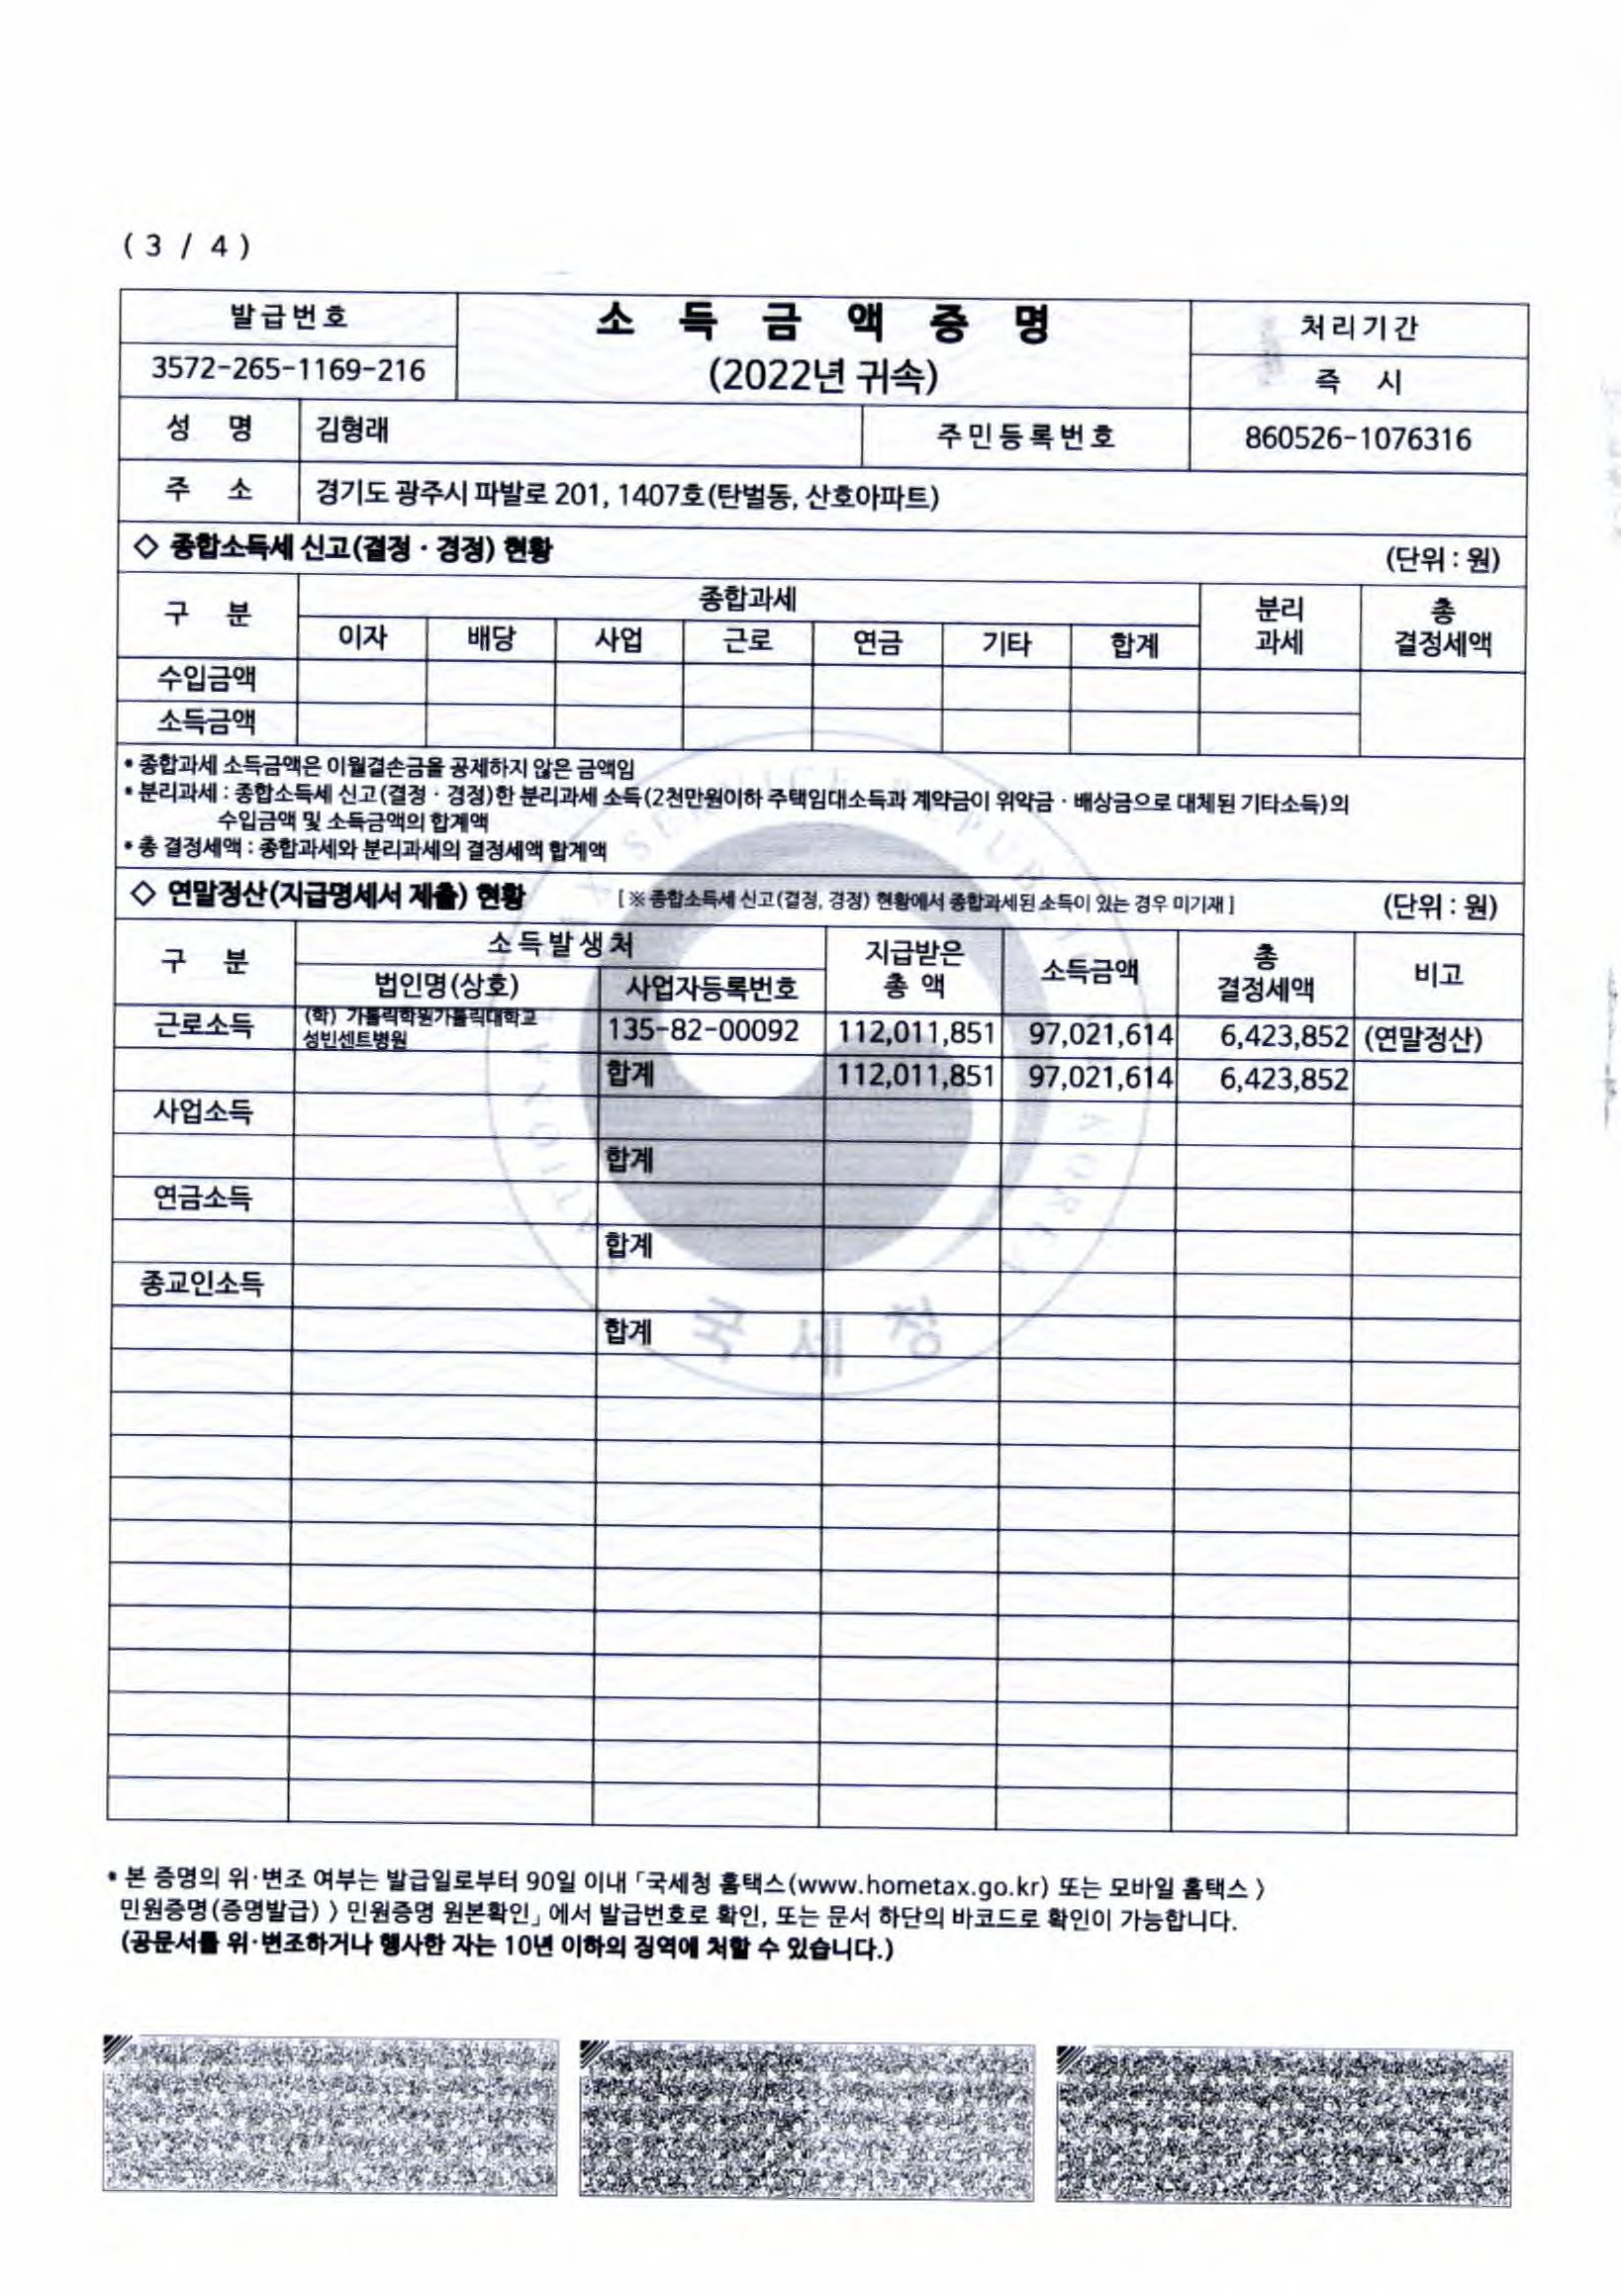 ( 3 / 4 )
발급번호
소 득 금 액 증 명
처리기간
3572-265-1169-216
(2022년 귀속)
즉 시
성 명
김형래
주민등록번호
860526-1076316
주 소
경기도 광주시 파발로 201, 1407호(탄벌동, 산호아파트)
◇ 종합소득세 신고(결정 · 경정) 현황
(단위 : 원)
구 분
종합과세
분리
과세
총
결정세액
이자
배당
사업
근로
연금
기타
합계
수입금액
소득금액
* 종합과세 소득금액은 이월결손금을 공제하지 않은 금액임
* 분리과세 : 종합소득세 신고(결정 · 경정)한 분리과세 소득(2천만원이하 주택임대소득과 계약금이 위약금 · 배상금으로 대체된 기타소득)의
수입금액 및 소득금액의 합계액
* 총 결정세액 : 종합과세와 분리과세의 결정세액 합계액
◇ 연말정산(지급명세서 제출) 현황
[ ※ 종합소득세 신고(결정, 경정) 현황에서 종합과세된 소득이 있는 경우 미기재 ]
(단위 : 원)
구 분
소득발생처
지급받은
총 액
소득금액
총
결정세액
비고
법인명(상호)
사업자등록번호
근로소득
(학) 가톨릭학원가톨릭대학교
성빈센트병원
135-82-00092
112,011,851
97,021,614
6,423,852
(연말정산)
합계
112,011,851
97,021,614
6,423,852
사업소득
합계
연금소득
합계
종교인소득
합계
국 세 청
* 본 증명의 위·변조 여부는 발급일로부터 90일 이내 「국세청 홈택스(www.hometax.go.kr) 또는 모바일 홈택스 〉
민원증명(증명발급) 〉 민원증명 원본확인」 에서 발급번호로 확인, 또는 문서 하단의 바코드로 확인이 가능합니다.
(공문서를 위·변조하거나 행사한 자는 10년 이하의 징역에 처할 수 있습니다.)